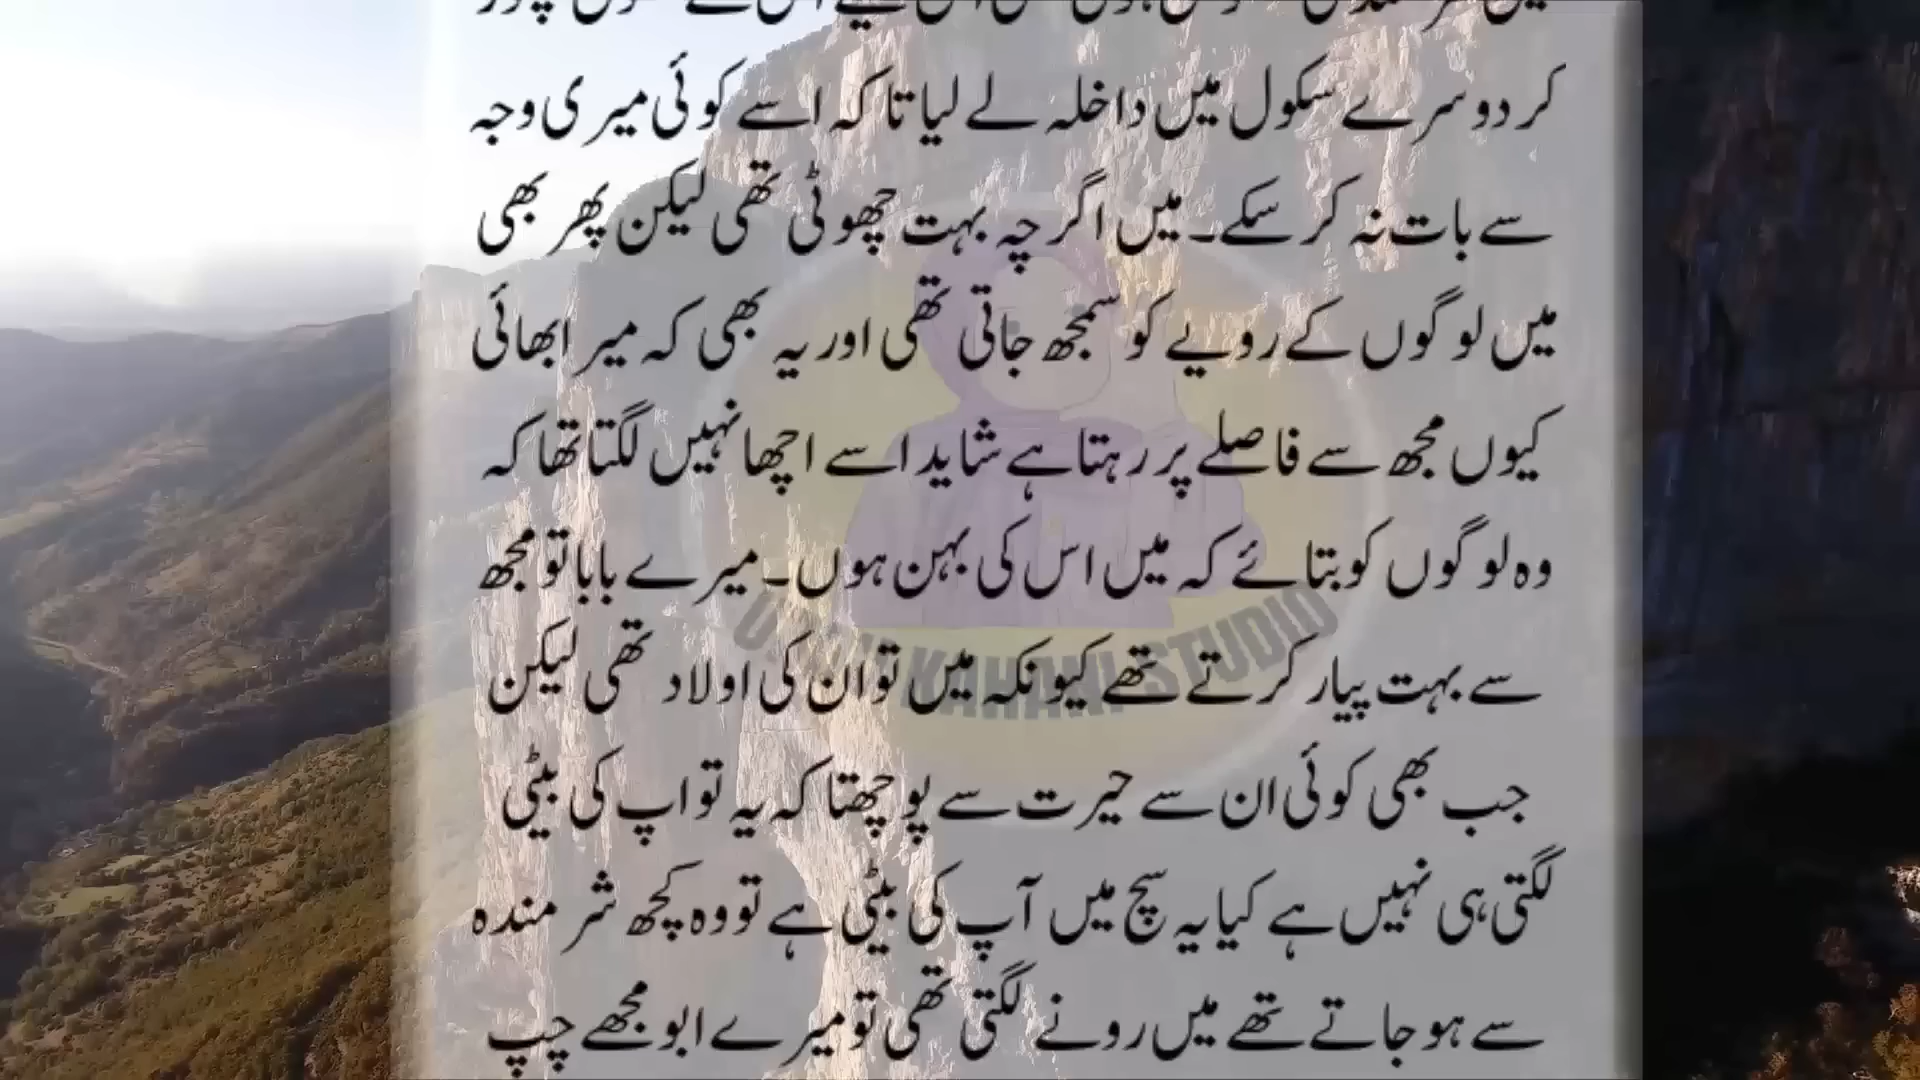 کر دوسرے سکول میں داخلہ لے لیا تاکہ اسے کوئی میری وجہ
سے بات نہ کر سکے۔ میں اگرچہ بہت چھوٹی تھی لیکن پھر بھی
میں لوگوں کے رویے کو سمجھ جاتی تھی اور یہ بھی کہ میرا بھائی
کیوں مجھ سے فاصلے پر رہتا ہے شاید اسے اچھا نہیں لگتا تھا کہ
وہ لوگوں کو بتائے کہ میں اس کی بہن ہوں۔ میرے بابا تو مجھ
سے بہت پیار کرتے تھے کیونکہ میں تو ان کی اولاد تھی لیکن
KAHANI STUDIO
جب بھی کوئی ان سے حیرت سے پوچھتا کہ یہ تو اپ کی بیٹی
لگتی ہی نہیں ہے کیا یہ سچ میں آپ کی بیٹی ہے تو وہ کچھ شرمندہ
سے ہو جاتے تھے میں رونے لگتی تھی تو میرے ابو مجھے چپ